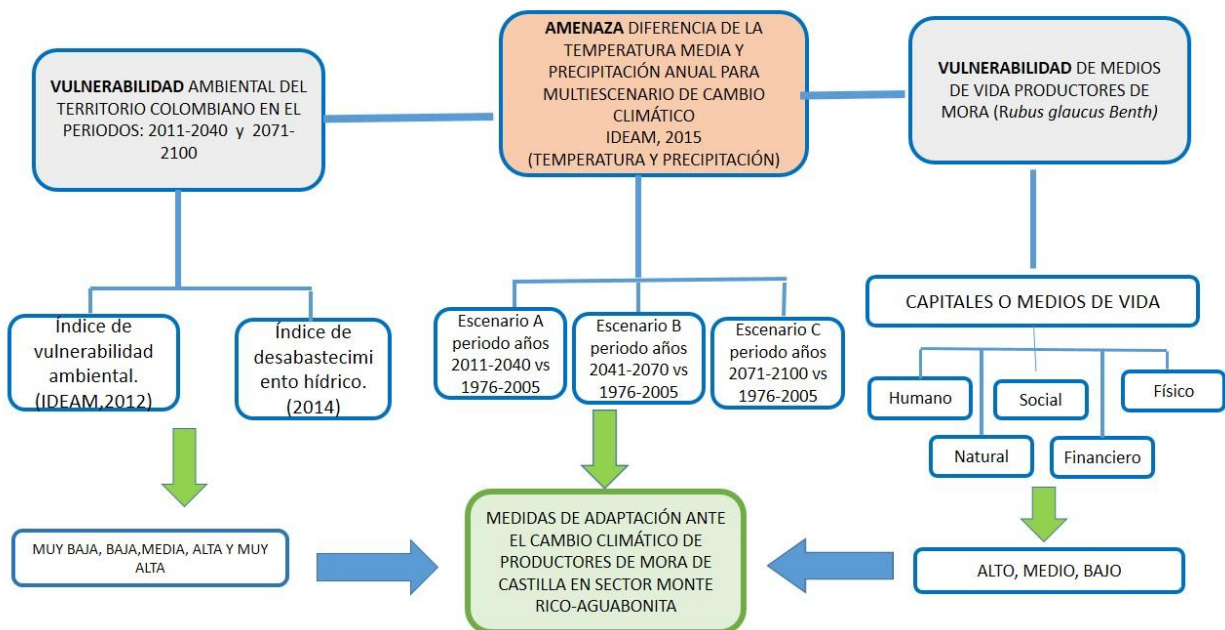 VULNERABILIDAD AMBIENTAL DEL
TERRITORIO COLOMBIANO EN EL
PERIODOS: 2011-2040 y 2071-
2100
AMENAZA DIFERENCIA DE LA
TEMPERATURA MEDIA Y
PRECIPITACIÓN ANUAL PARA
MULTIESCENARIO DE CAMBIO
CLIMÁTICO
IDEAM, 2015
(TEMPERATURA Y PRECIPITACIÓN)
VULNERABILIDAD DE MEDIOS
DE VIDA PRODUCTORES DE
MORA (Rubus glaucus Benth)
Índice de
vulnerabilidad
ambiental.
(IDEAM,2012)
Índice de
desabastecimi
ento hídrico.
(2014)
Escenario A
periodo años
2011-2040 vs
1976-2005
Escenario B
periodo años
2041-2070 vs
1976-2005
Escenario C
periodo años
2071-2100 vs
1976-2005
CAPITALES O MEDIOS DE VIDA
Humano
Social
Físico
Natural
Financiero
MUY BAJA, BAJA,MEDIA, ALTA Y MUY
ALTA
MEDIDAS DE ADAPTACIÓN ANTE
EL CAMBIO CLIMÁTICO DE
PRODUCTORES DE MORA DE
CASTILLA EN SECTOR MONTE
RICO-AGUABONITA
ALTO, MEDIO, BAJO